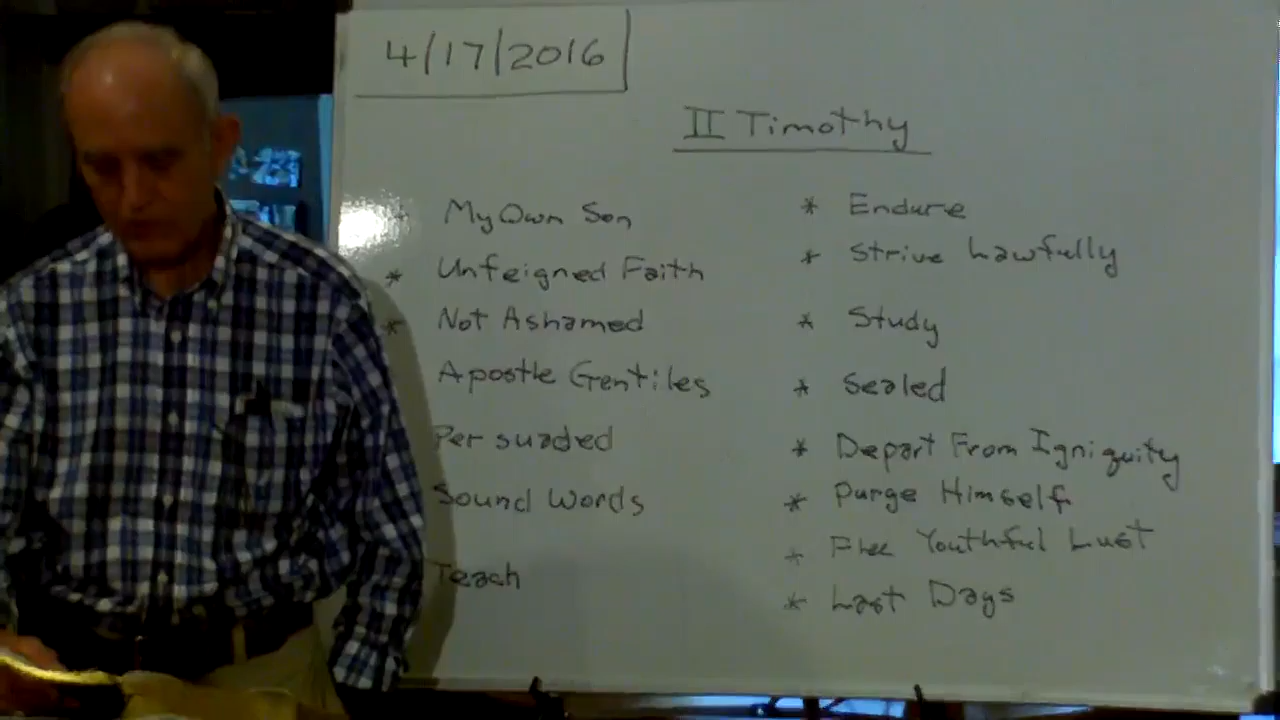 4/17/2016
II Timothy
My Own Son
* Unfeigned Faith
* Not Ashamed
Apostle Gentiles
Persuaded
Sound Words
Teach
* Endure
* Strive Lawfully
* Study
* Sealed
* Depart From Igniquity
* Purge Himself
* Flee Youthful Lust
* Last Days